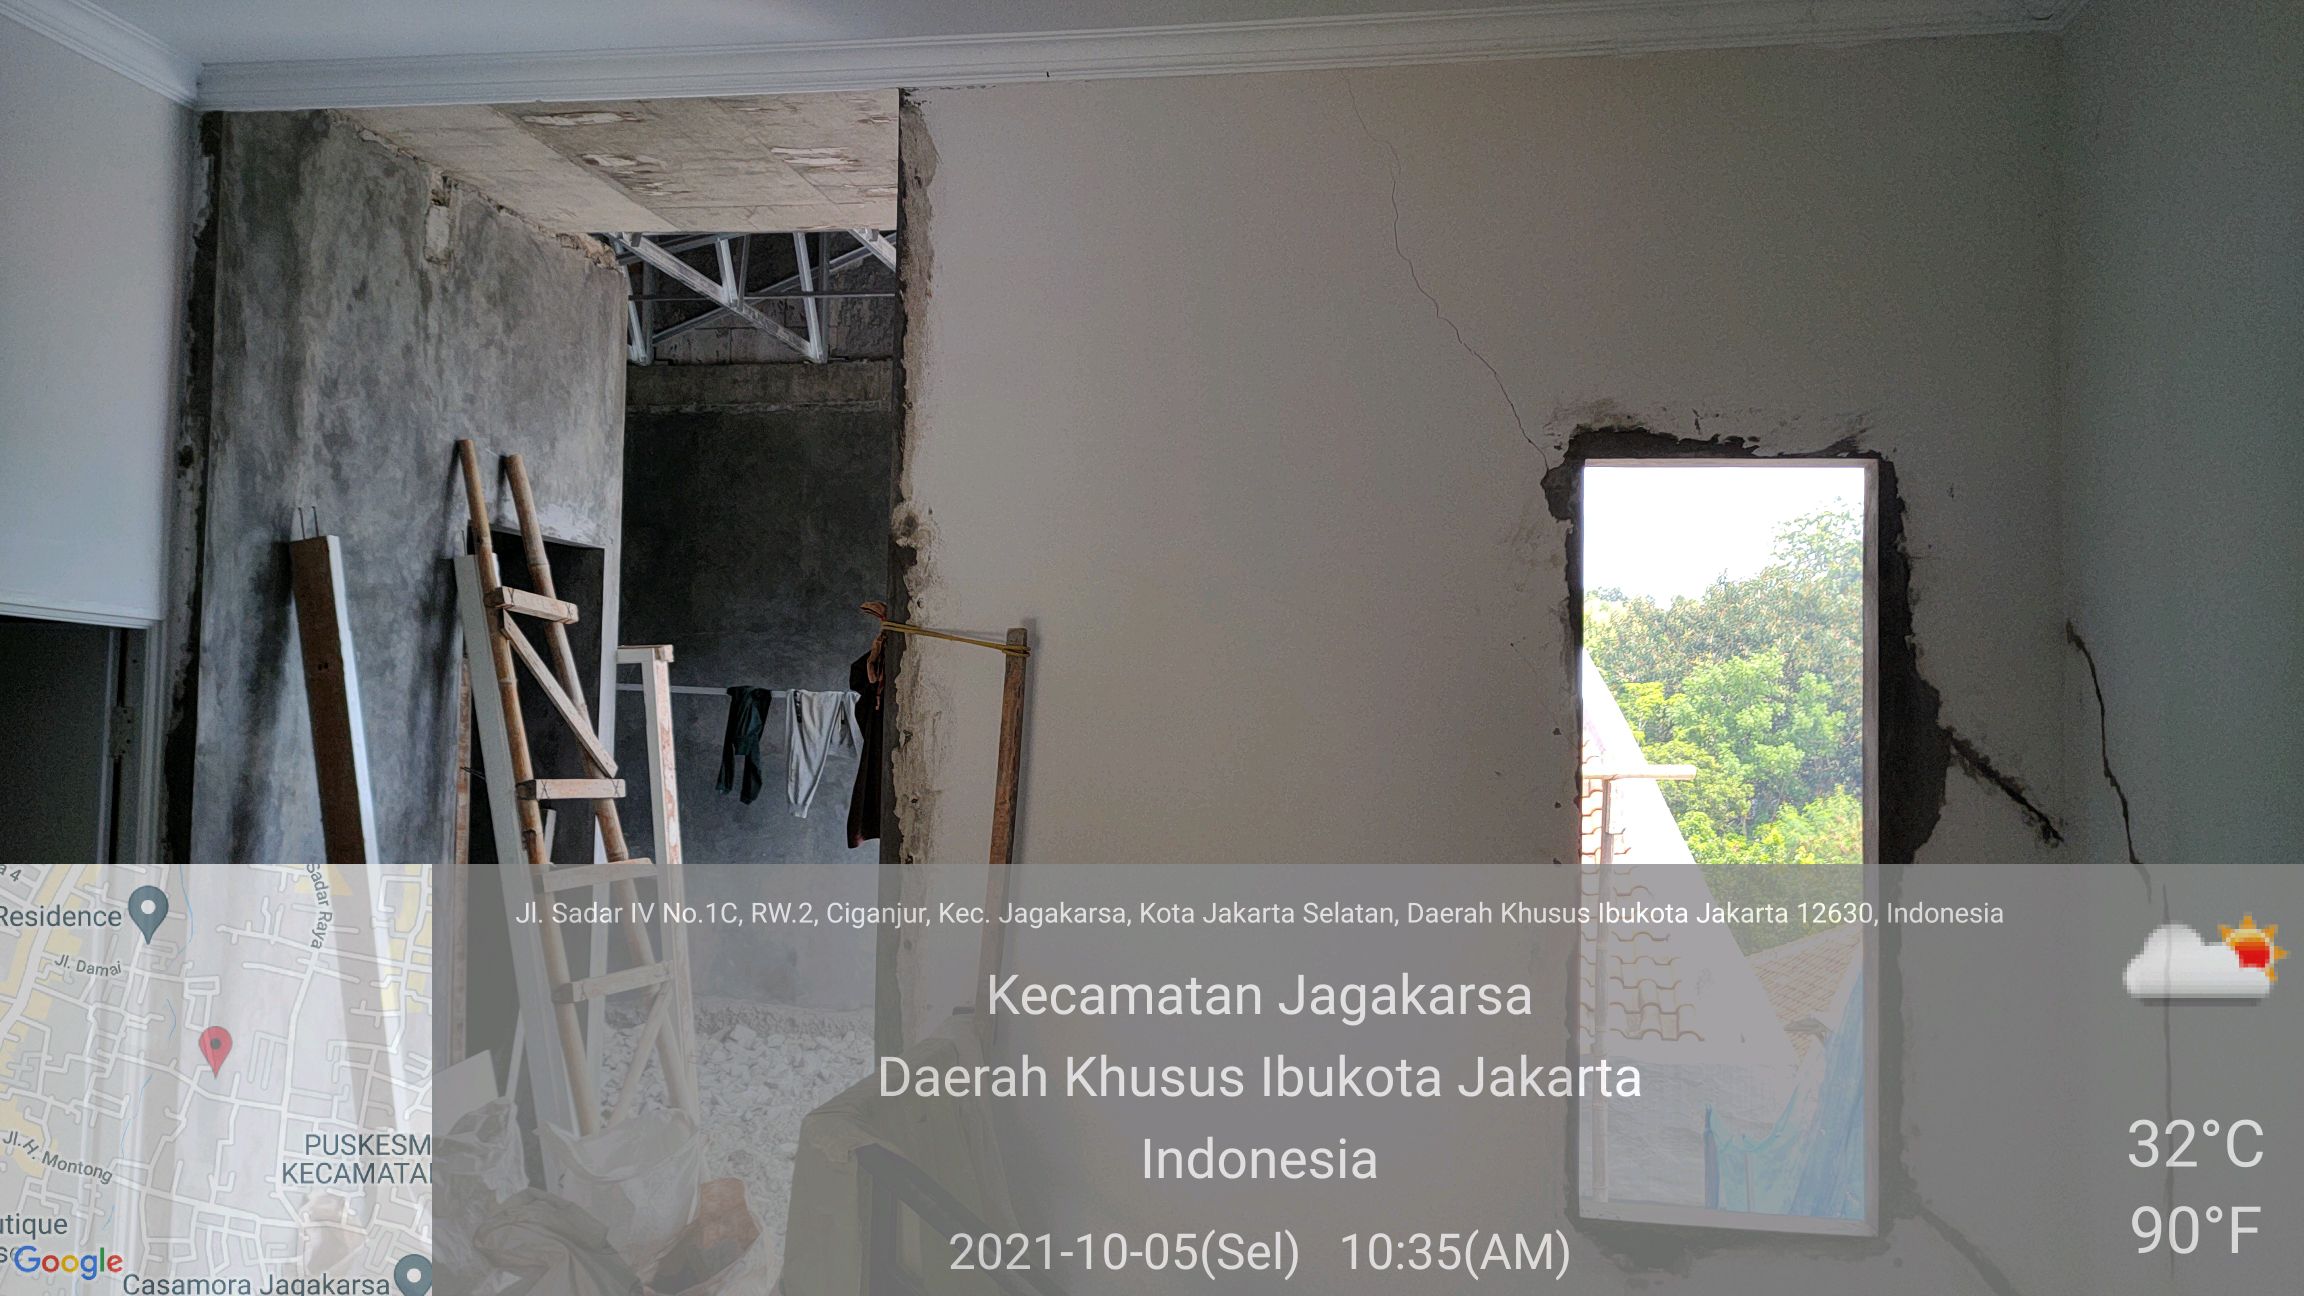 Jl. Sadar IV No.1C, RW.2, Ciganjur, Kec. Jagakarsa, Kota Jakarta Selatan, Daerah Khusus Ibukota Jakarta 12630, Indonesia
Kecamatan Jagakarsa
Daerah Khusus Ibukota Jakarta
Indonesia
2021-10-05(Sel) 10:35(AM)
32°C
90°F
Residence
Sadar Raya
Jl. Damai
Jl. H. Montong
PUSKESM
KECAMATA
Google
Casamora Jagakarsa